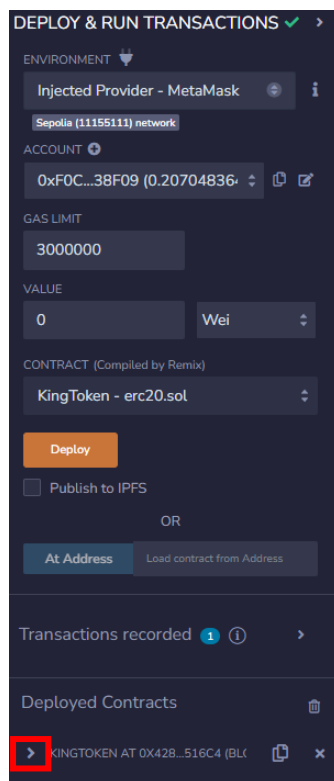 DEPLOY & RUN TRANSACTIONS
ENVIRONMENT
Injected Provider - MetaMask
Sepolia (11155111) network
ACCOUNT
0xF0C...38F09 (0.20704836
GAS LIMIT
3000000
VALUE
0 Wei
CONTRACT (Compiled by Remix)
KingToken - erc20.sol
Deploy
Publish to IPFS
OR
At Address Load contract from Address
Transactions recorded 1 i
Deployed Contracts
KINGTOKEN AT 0X428...516C4 (BLO